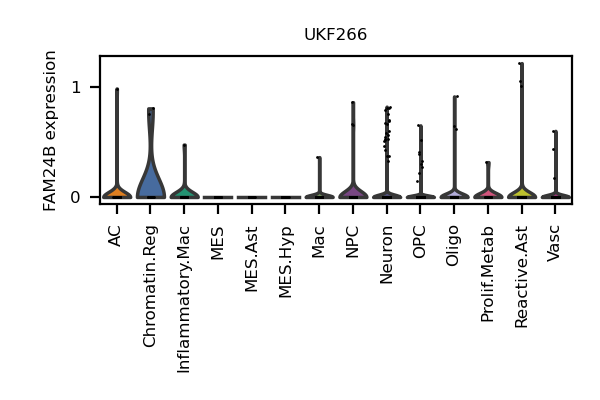 UKF266
FAM24B expression
1
0
AC
Chromatin.Reg
Inflammatory.Mac
MES
MES.Ast
MES.Hyp
Mac
NPC
Neuron
OPC
Oligo
Prolif.Metab
Reactive.Ast
Vasc